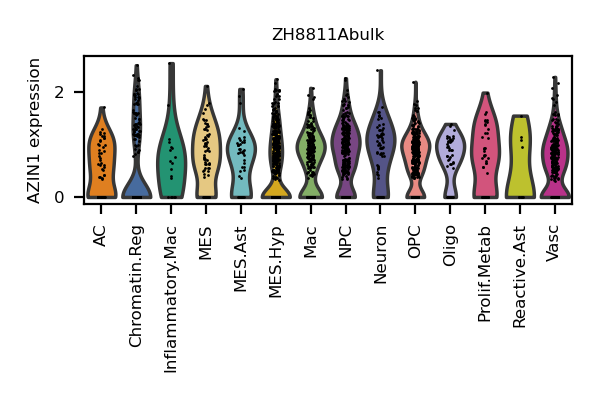 ZH8811Abulk
AZIN1 expression
2
0
AC
Chromatin.Reg
Inflammatory.Mac
MES
MES.Ast
MES.Hyp
Mac
NPC
Neuron
OPC
Oligo
Prolif.Metab
Reactive.Ast
Vasc